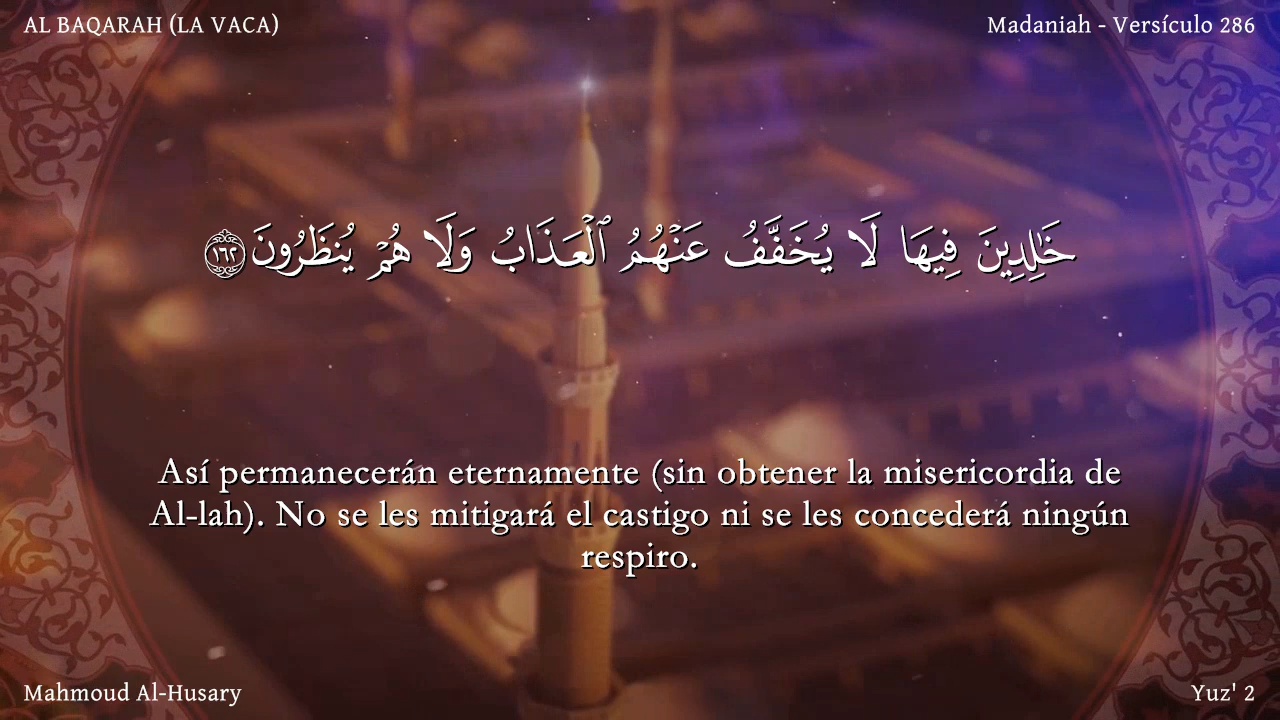 AL BAQARAH (LA VACA)
Madaniah - Versículo 286
خَٰلِدِينَ فِيهَا لَا يُخَفَّفُ عَنْهُمُ ٱلْعَذَابُ وَلَا هُمْ يُنظَرُونَ ١٦٢
Así permanecerán eternamente (sin obtener la misericordia de
Al-lah). No se les mitigará el castigo ni se les concederá ningún
respiro.
Mahmoud Al-Husary
Yuz' 2